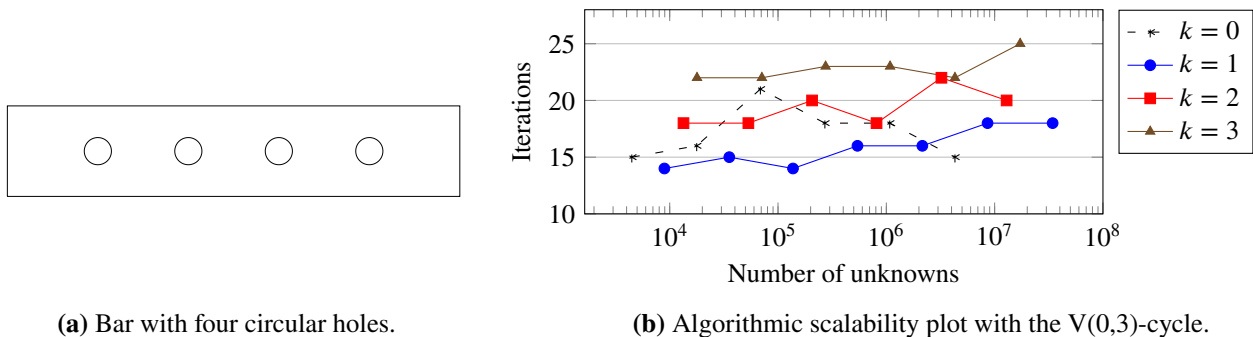 25
20
15
10
Iterations
10^4
10^5
10^6
10^7
10^8
Number of unknowns
k = 0
k = 1
k = 2
k = 3
(a) Bar with four circular holes.
(b) Algorithmic scalability plot with the V(0,3)-cycle.